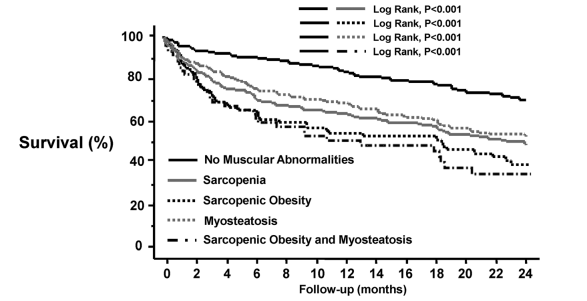 Log Rank, P<0.001
Log Rank, P<0.001
Log Rank, P<0.001
Log Rank, P<0.001
100
80
60
40
20
0
Survival (%)
No Muscular Abnormalities
Sarcopenia
Sarcopenic Obesity
Myosteatosis
Sarcopenic Obesity and Myosteatosis
0 2 4 6 8 10 12 14 16 18 20 22 24
Follow-up (months)